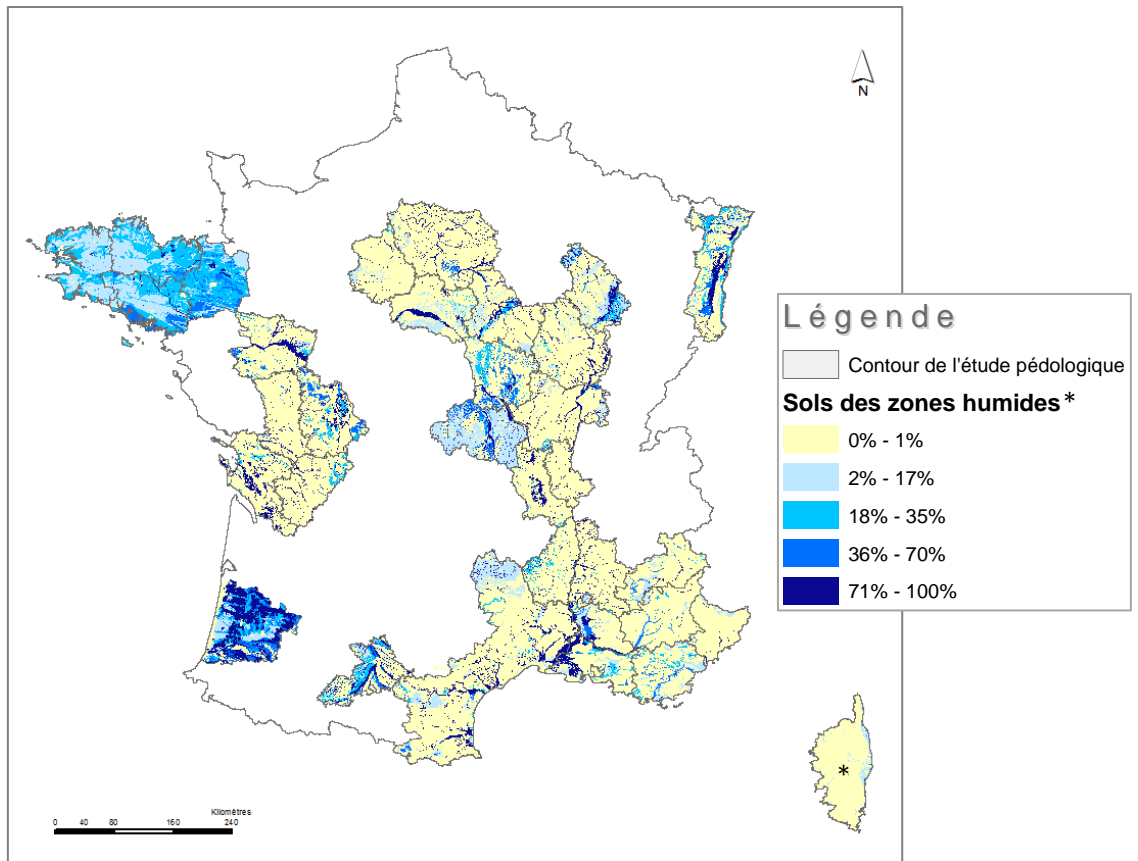 N
Légende
Contour de l'étude pédologique
Sols des zones humides*
0% - 1%
2% - 17%
18% - 35%
36% - 70%
71% - 100%
*
Kilomètres
0 40 80 160 240